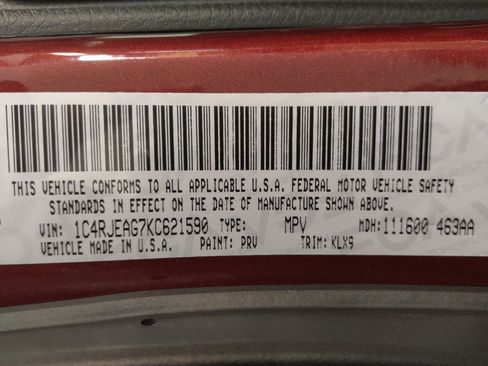 THIS VEHICLE CONFORMS TO ALL APPLICABLE U.S.A. FEDERAL MOTOR VEHICLE SAFETY
STANDARDS IN EFFECT ON THE DATE OF MANUFACTURE SHOWN ABOVE.
VIN: 1C4RJEAG7KC621590 TYPE: MPV MDH:111600 463AA
VEHICLE MADE IN U.S.A. PAINT: PRV TRIM: KLX9